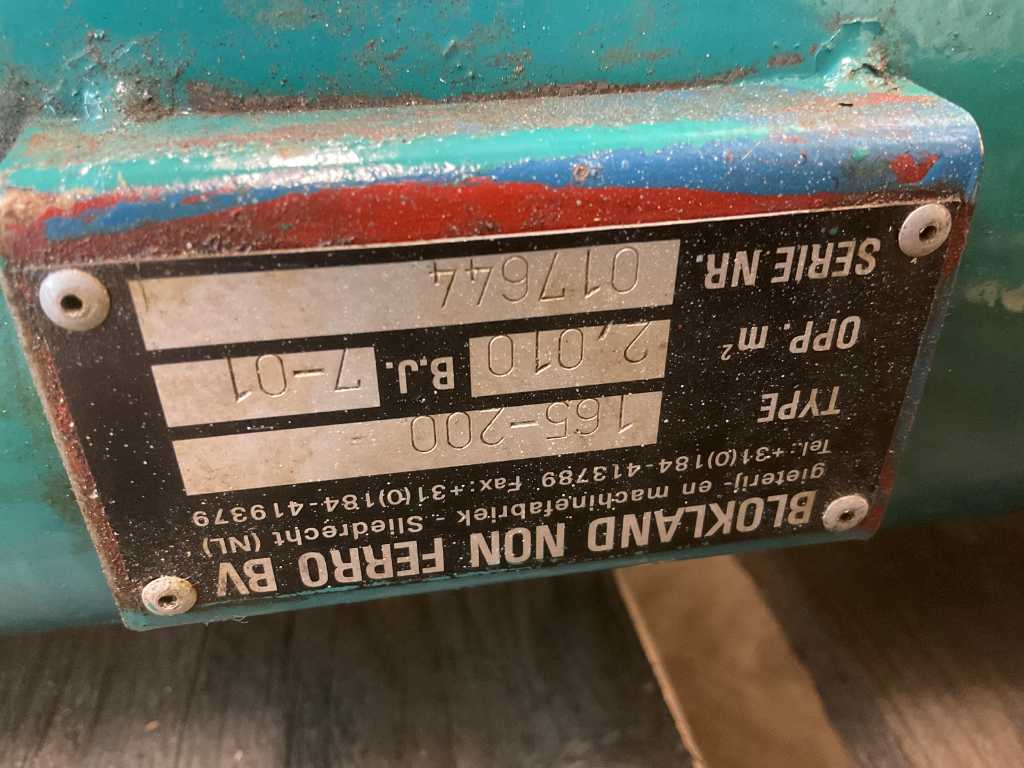 BLOKLAND NON FERRO BV
gieterij- en machinefabriek - Sliedrecht (NL)
Tel.:+31(0)184-413789 Fax:+31(0)184-419379
TYPE 165-200
OPP. m² 2,010 B.J. 7-01
SERIE NR. 017644